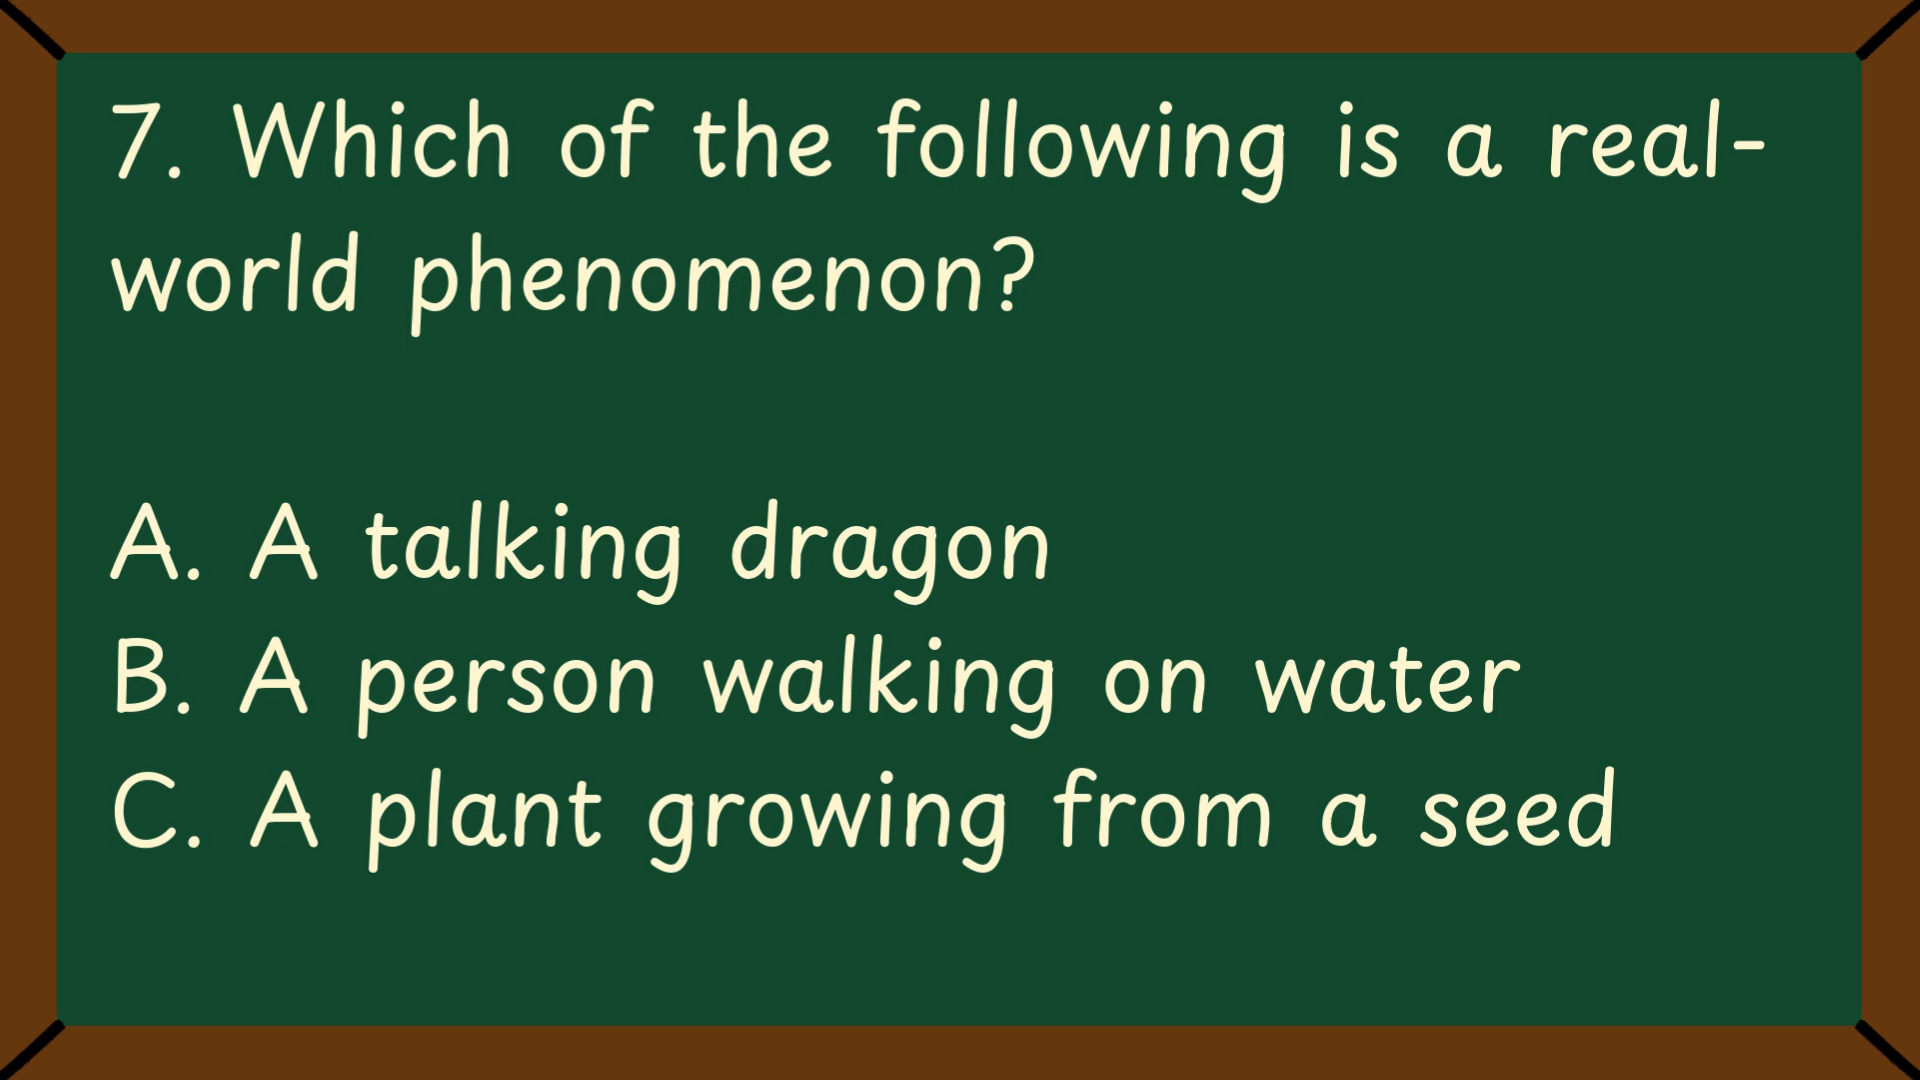 7. Which of the following is a real-
world phenomenon?
A. A talking dragon
B. A person walking on water
C. A plant growing from a seed